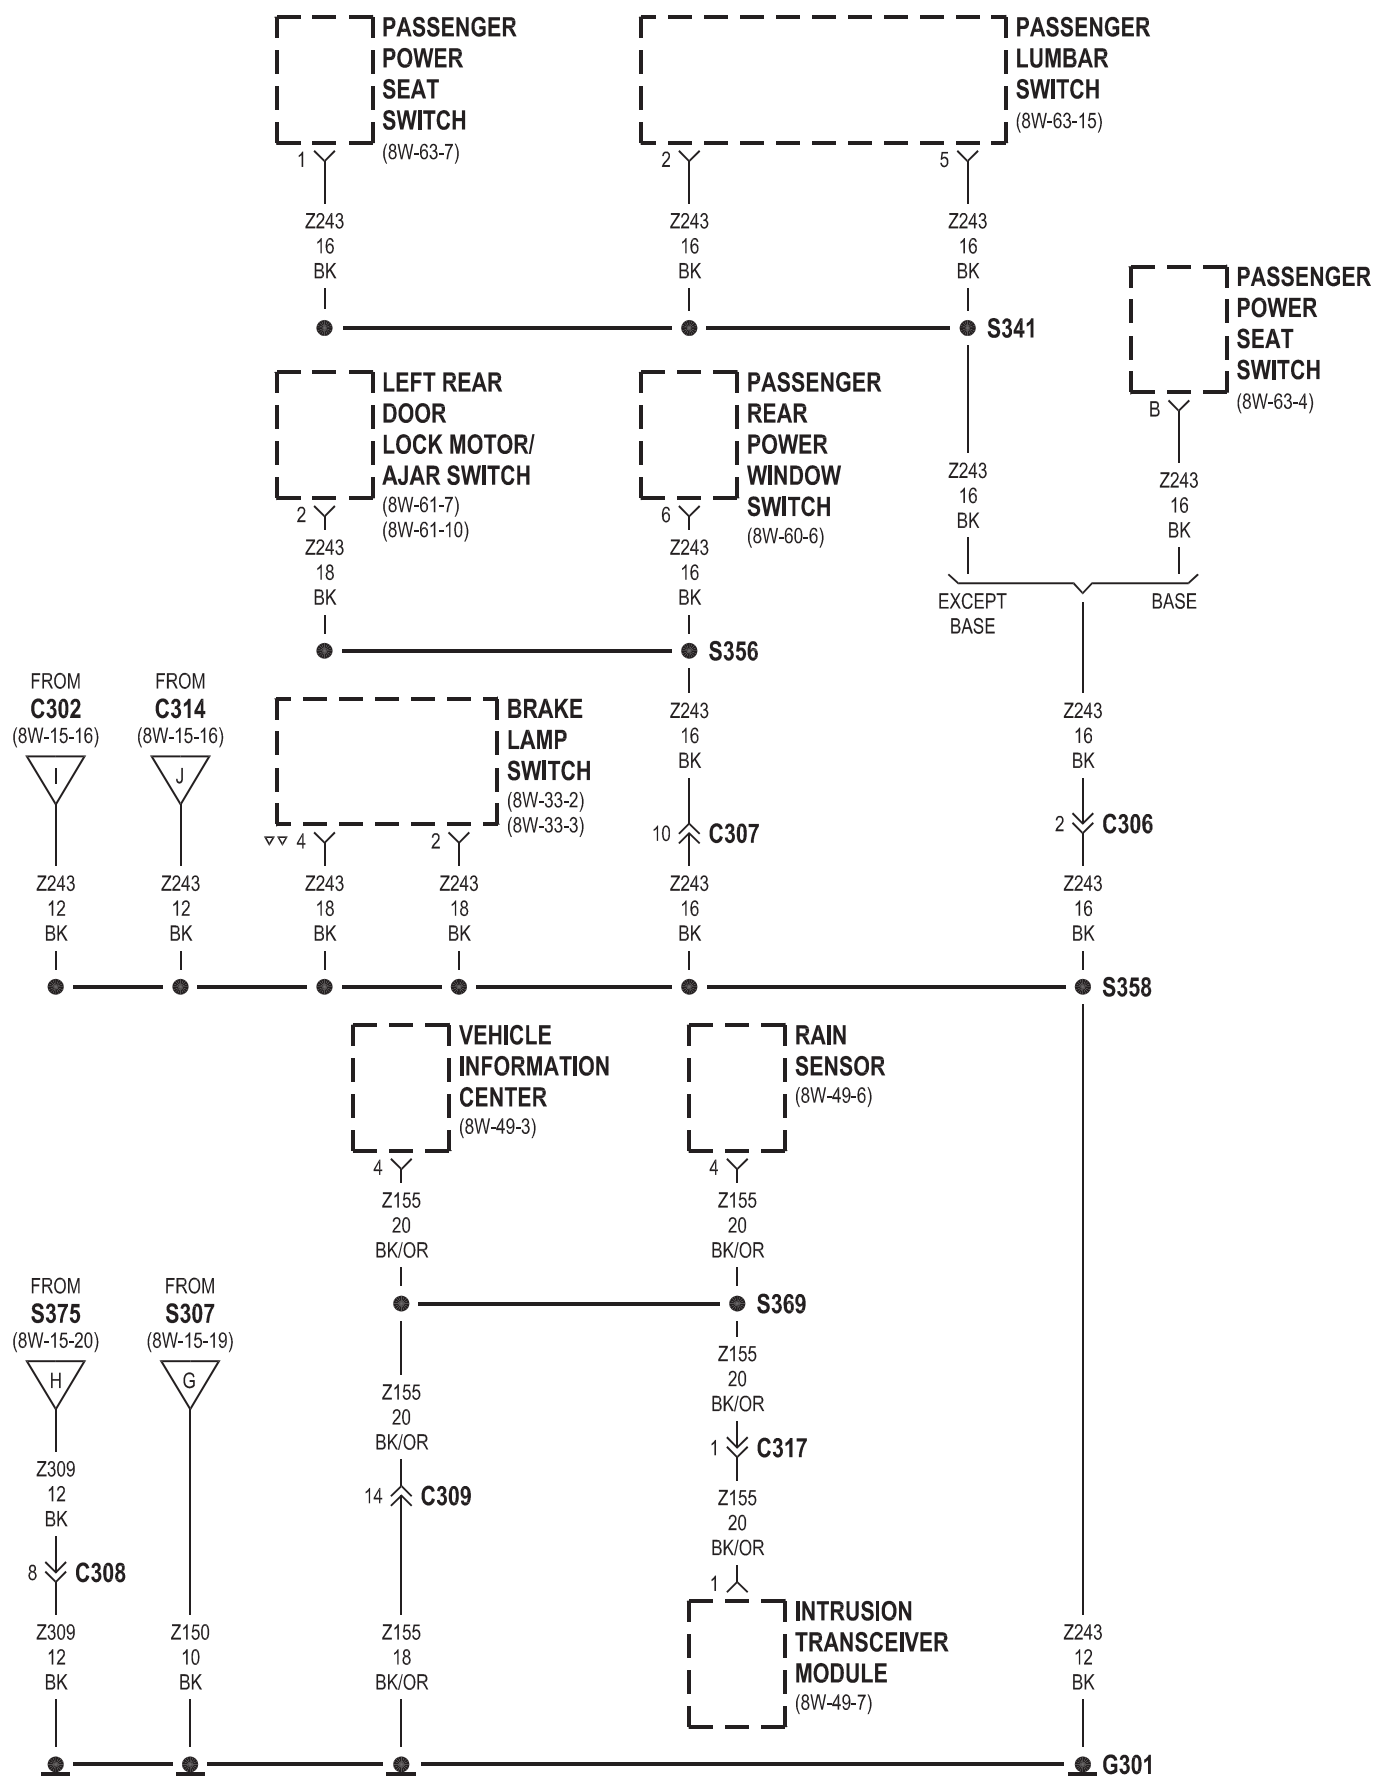 PASSENGER
POWER
SEAT
SWITCH
(8W-63-7)
PASSENGER
LUMBAR
SWITCH
(8W-63-15)
1
2
5
Z243
16
BK
Z243
16
BK
Z243
16
BK
S341
PASSENGER
POWER
SEAT
SWITCH
(8W-63-4)
B
LEFT REAR
DOOR
LOCK MOTOR/
AJAR SWITCH
(8W-61-7)
(8W-61-10)
PASSENGER
REAR
POWER
WINDOW
SWITCH
(8W-60-6)
2
6
Z243
18
BK
Z243
16
BK
Z243
16
BK
Z243
16
BK
EXCEPT
BASE
BASE
S356
FROM
C302
(8W-15-16)
I
FROM
C314
(8W-15-16)
J
BRAKE
LAMP
SWITCH
(8W-33-2)
(8W-33-3)
4
2
Z243
16
BK
Z243
16
BK
10
C307
2
C306
Z243
12
BK
Z243
12
BK
Z243
18
BK
Z243
18
BK
Z243
16
BK
Z243
16
BK
S358
VEHICLE
INFORMATION
CENTER
(8W-49-3)
RAIN
SENSOR
(8W-49-6)
4
4
Z155
20
BK/OR
Z155
20
BK/OR
S369
FROM
S375
(8W-15-20)
H
FROM
S307
(8W-15-19)
G
Z155
20
BK/OR
Z155
20
BK/OR
1
C317
14
C309
Z309
12
BK
Z155
20
BK/OR
8
C308
1
INTRUSION
TRANSCEIVER
MODULE
(8W-49-7)
Z309
12
BK
Z150
10
BK
Z155
18
BK/OR
Z243
12
BK
G301